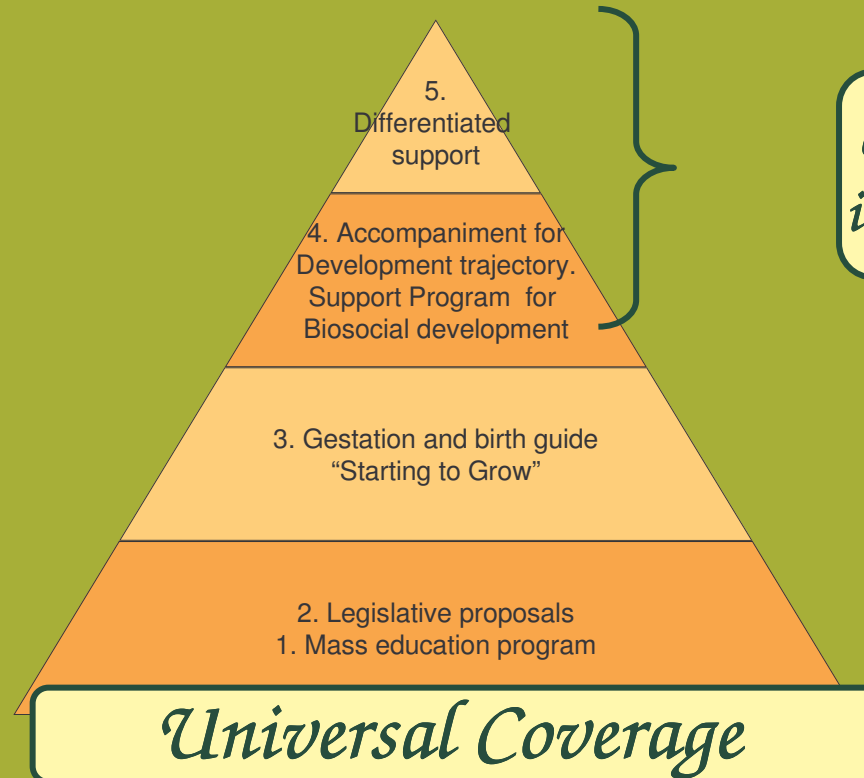 5.
Differentiated
support
4. Accompaniment for
Development trajectory.
Support Program for
Biosocial development
3. Gestation and birth guide
“Starting to Grow”
2. Legislative proposals
1. Mass education program
Universal Coverage